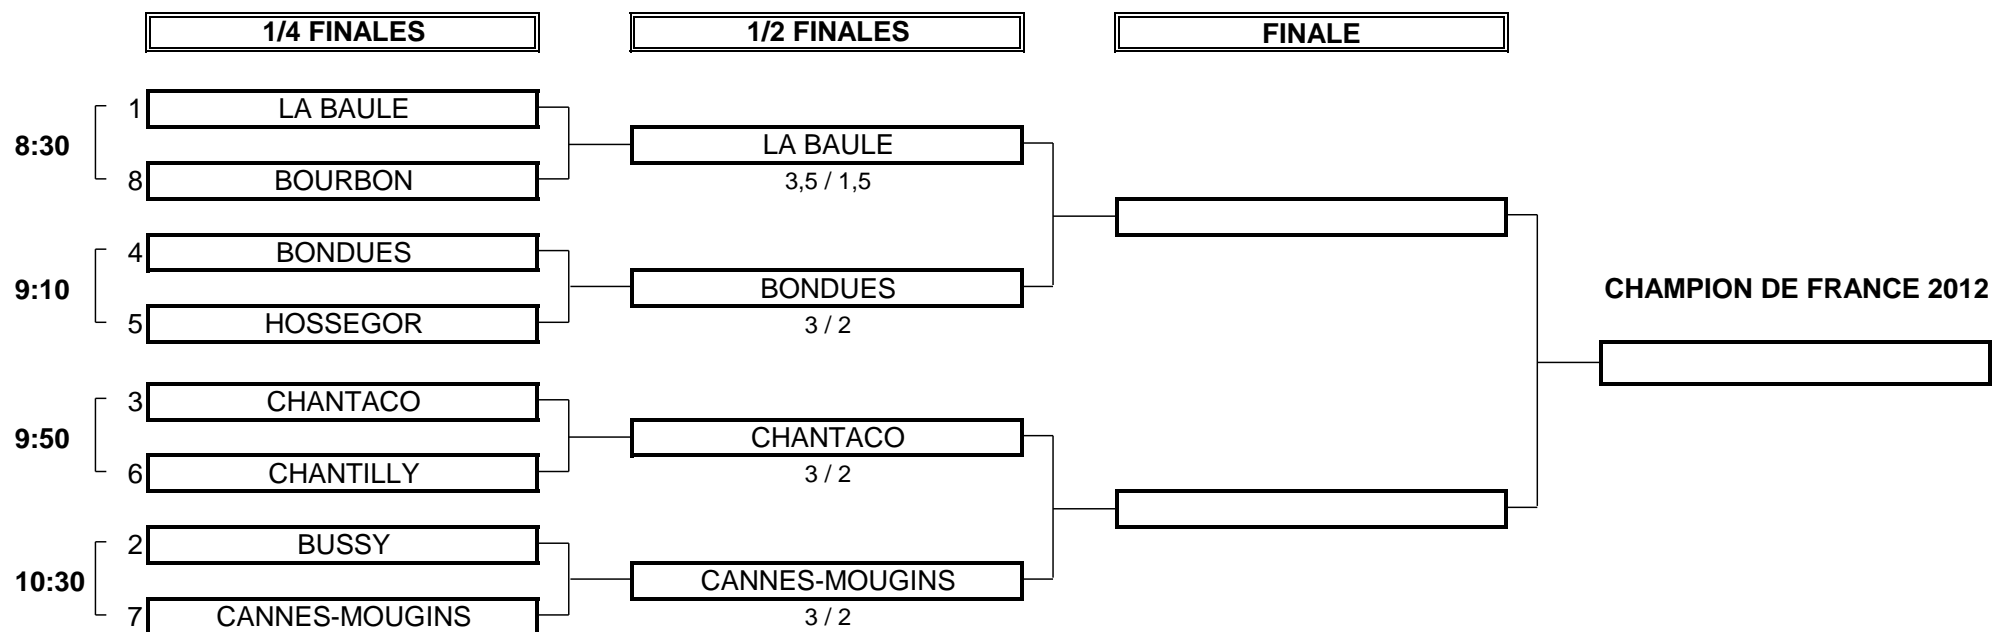 1/4 FINALES 1/2 FINALES FINALE
1 LA BAULE
8:30 LA BAULE
8 BOURBON 3,5 / 1,5
4 BONDUES
9:10 BONDUES CHAMPION DE FRANCE 2012
5 HOSSEGOR 3 / 2
3 CHANTACO
9:50 CHANTACO
6 CHANTILLY 3 / 2
2 BUSSY
10:30 CANNES-MOUGINS
7 CANNES-MOUGINS 3 / 2